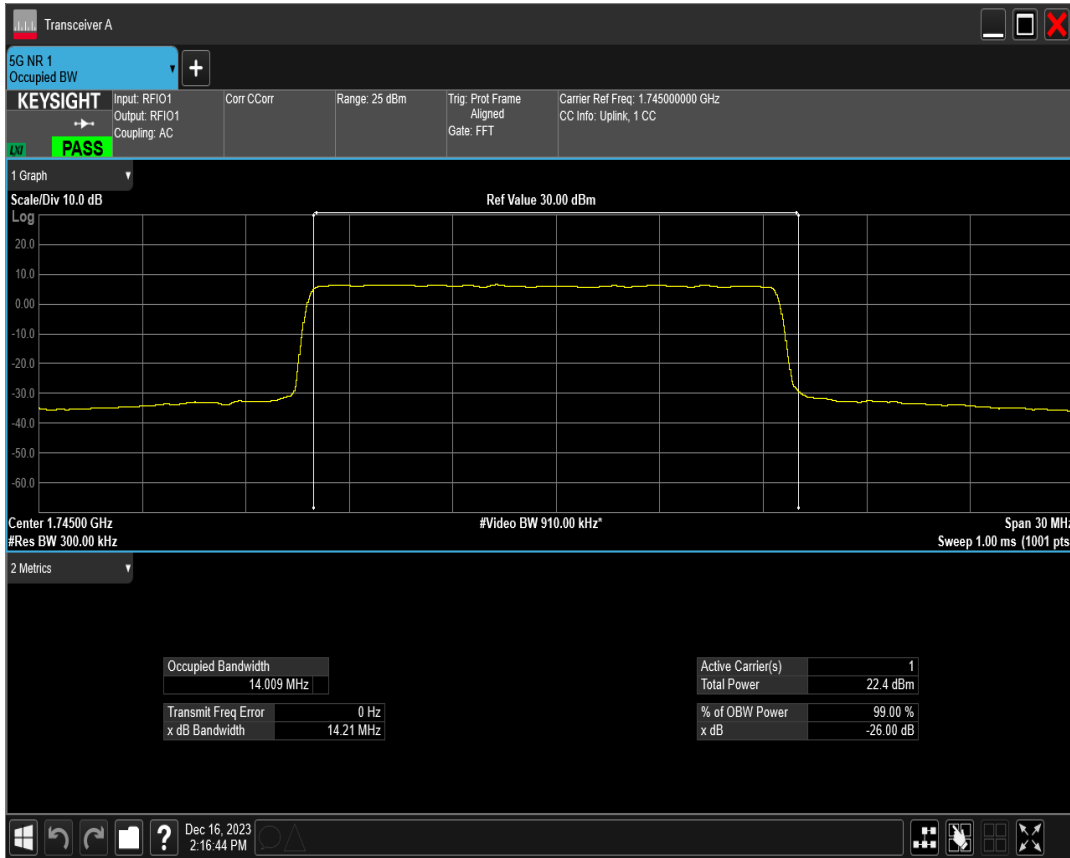 Transceiver A
5G NR 1
Occupied BW
+
KEYSIGHT
LXI
PASS
Input: RFIO1
Output: RFIO1
Coupling: AC
Corr CCorr
Range: 25 dBm
Trig: Prot Frame
Aligned
Gate: FFT
Carrier Ref Freq: 1.745000000 GHz
CC Info: Uplink, 1 CC
1 Graph
Scale/Div 10.0 dB
Ref Value 30.00 dBm
Log
20.0
10.0
0.00
-10.0
-20.0
-30.0
-40.0
-50.0
-60.0
Center 1.74500 GHz
#Video BW 910.00 kHz*
Span 30 MHz
#Res BW 300.00 kHz
Sweep 1.00 ms (1001 pts
2 Metrics
Occupied Bandwidth
14.009 MHz
Transmit Freq Error 0 Hz
x dB Bandwidth 14.21 MHz
Active Carrier(s) 1
Total Power 22.4 dBm
% of OBW Power 99.00 %
x dB -26.00 dB
?
Dec 16, 2023
2:16:44 PM